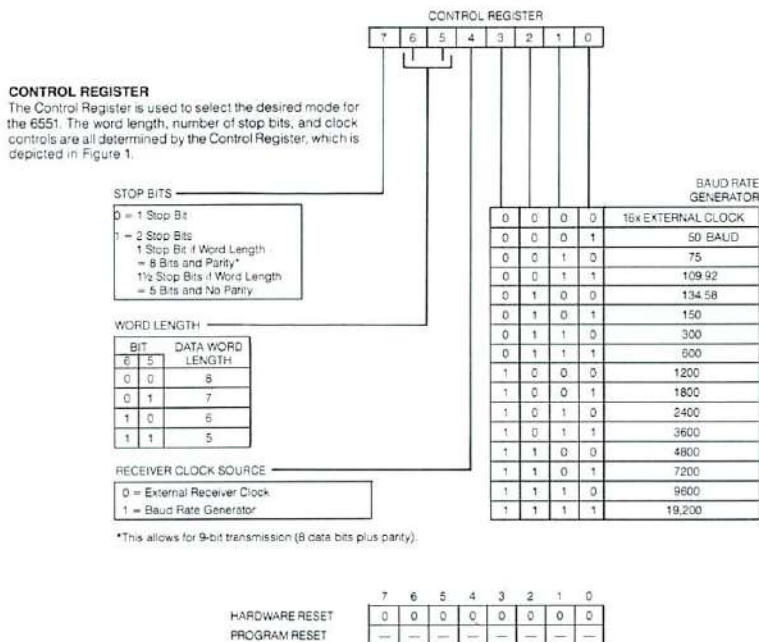 CONTROL REGISTER
7 6 5 4 3 2 1 0
CONTROL REGISTER
The Control Register is used to select the desired mode for
the 6551. The word length, number of stop bits, and clock
controls are all determined by the Control Register, which is
depicted in Figure 1.
STOP BITS
0 = 1 Stop Bit
1 = 2 Stop Bits
1 Stop Bit if Word Length
= 8 Bits and Parity*
1½ Stop Bits if Word Length
= 5 Bits and No Parity
WORD LENGTH
BIT DATA WORD
6 5 LENGTH
0 0 8
0 1 7
1 0 6
1 1 5
RECEIVER CLOCK SOURCE
0 = External Receiver Clock
1 = Baud Rate Generator
*This allows for 9-bit transmission (8 data bits plus parity).
BAUD RATE
GENERATOR
0 0 0 0 16x EXTERNAL CLOCK
0 0 0 1 50 BAUD
0 0 1 0 75
0 0 1 1 109.92
0 1 0 0 134.58
0 1 0 1 150
0 1 1 0 300
0 1 1 1 600
1 0 0 0 1200
1 0 0 1 1800
1 0 1 0 2400
1 0 1 1 3600
1 1 0 0 4800
1 1 0 1 7200
1 1 1 0 9600
1 1 1 1 19,200
7 6 5 4 3 2 1 0
HARDWARE RESET 0 0 0 0 0 0 0 0
PROGRAM RESET — — — — — — — —